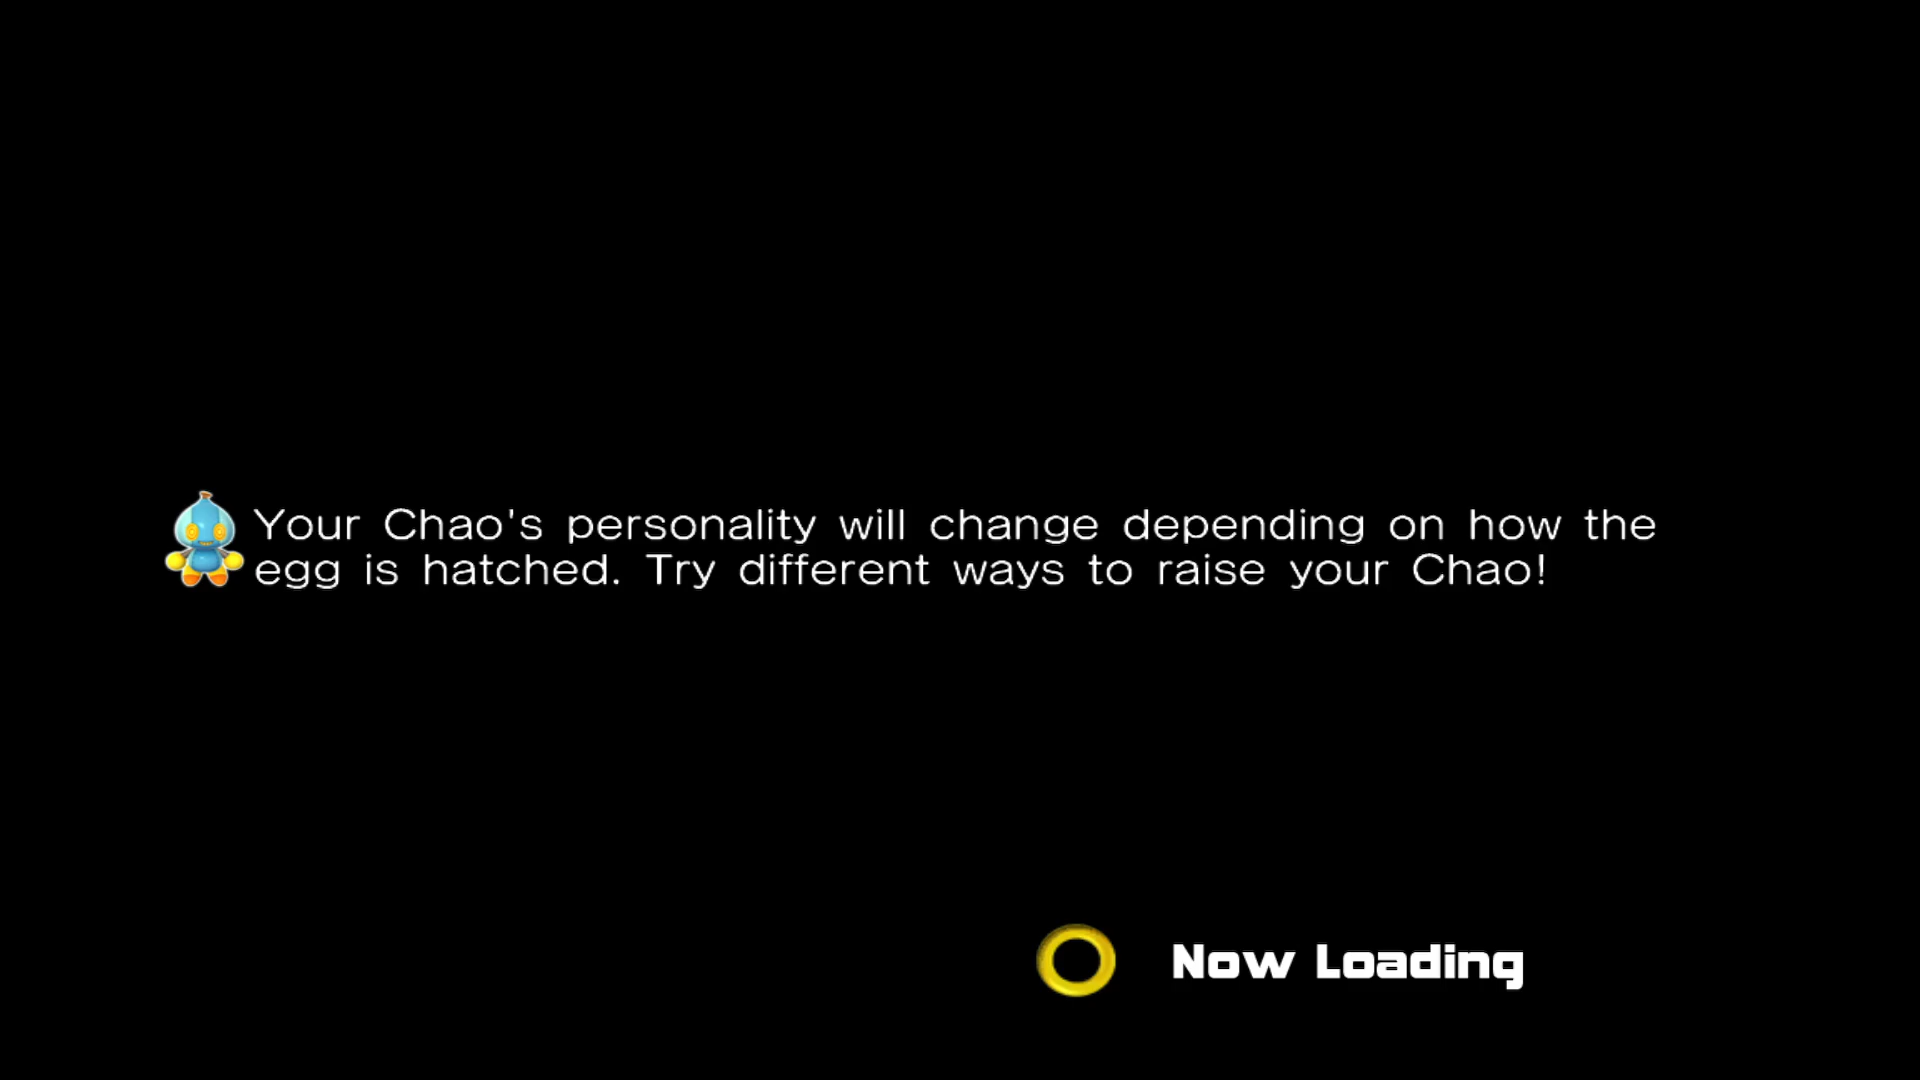 Your Chao's personality will change depending on how the
egg is hatched. Try different ways to raise your Chao!
Now Loading